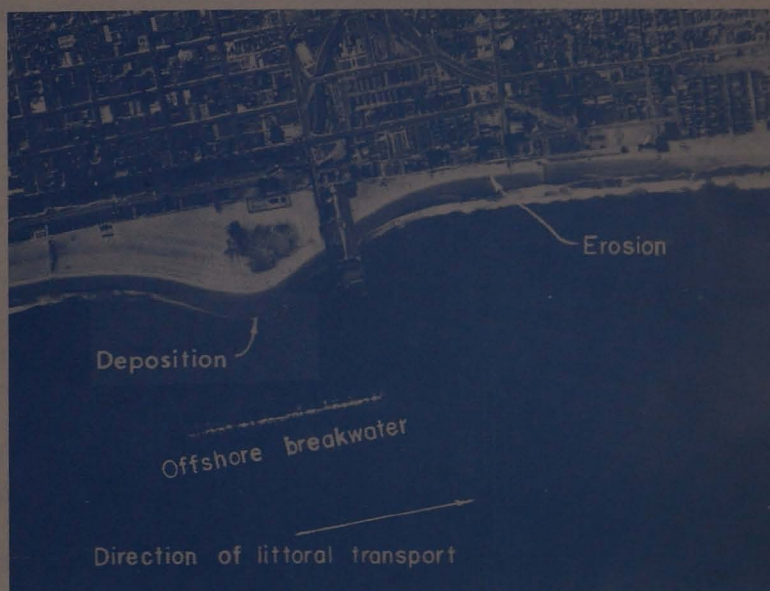 Erosion
Deposition
Offshore breakwater
Direction of littoral transport